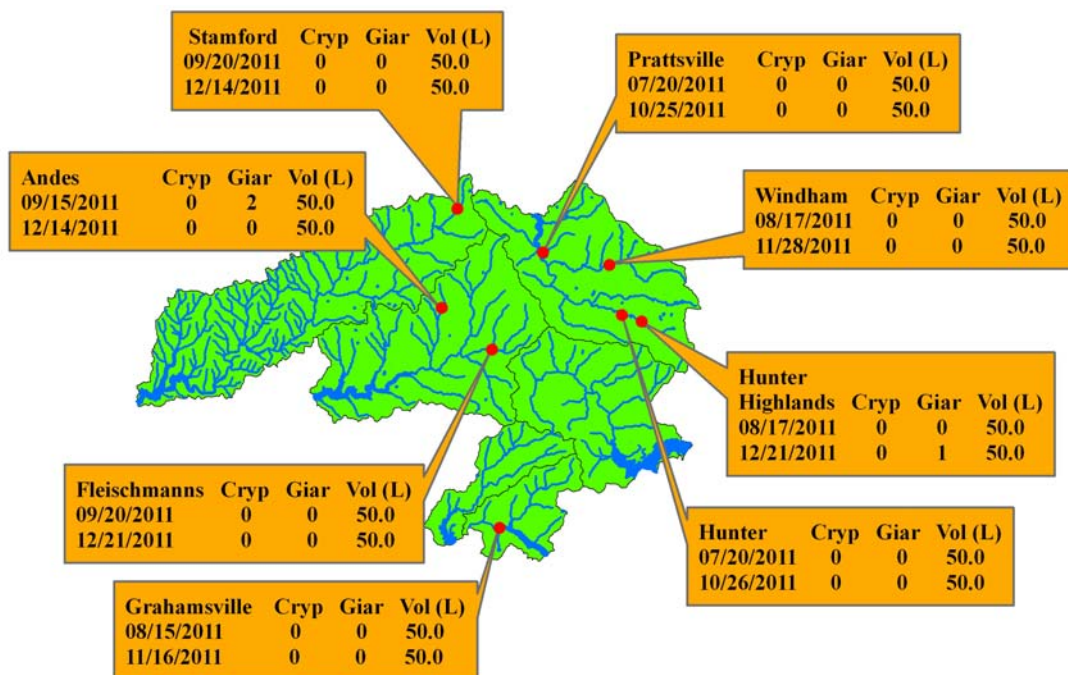 Stamford Cryp Giar Vol (L)
09/20/2011 0 0 50.0
12/14/2011 0 0 50.0
Prattsville Cryp Giar Vol (L)
07/20/2011 0 0 50.0
10/25/2011 0 0 50.0
Andes Cryp Giar Vol (L)
09/15/2011 0 2 50.0
12/14/2011 0 0 50.0
Windham Cryp Giar Vol (L)
08/17/2011 0 0 50.0
11/28/2011 0 0 50.0
Hunter
Highlands Cryp Giar Vol (L)
08/17/2011 0 0 50.0
12/21/2011 0 1 50.0
Fleischmanns Cryp Giar Vol (L)
09/20/2011 0 0 50.0
12/21/2011 0 0 50.0
Hunter Cryp Giar Vol (L)
07/20/2011 0 0 50.0
10/26/2011 0 0 50.0
Grahamsville Cryp Giar Vol (L)
08/15/2011 0 0 50.0
11/16/2011 0 0 50.0